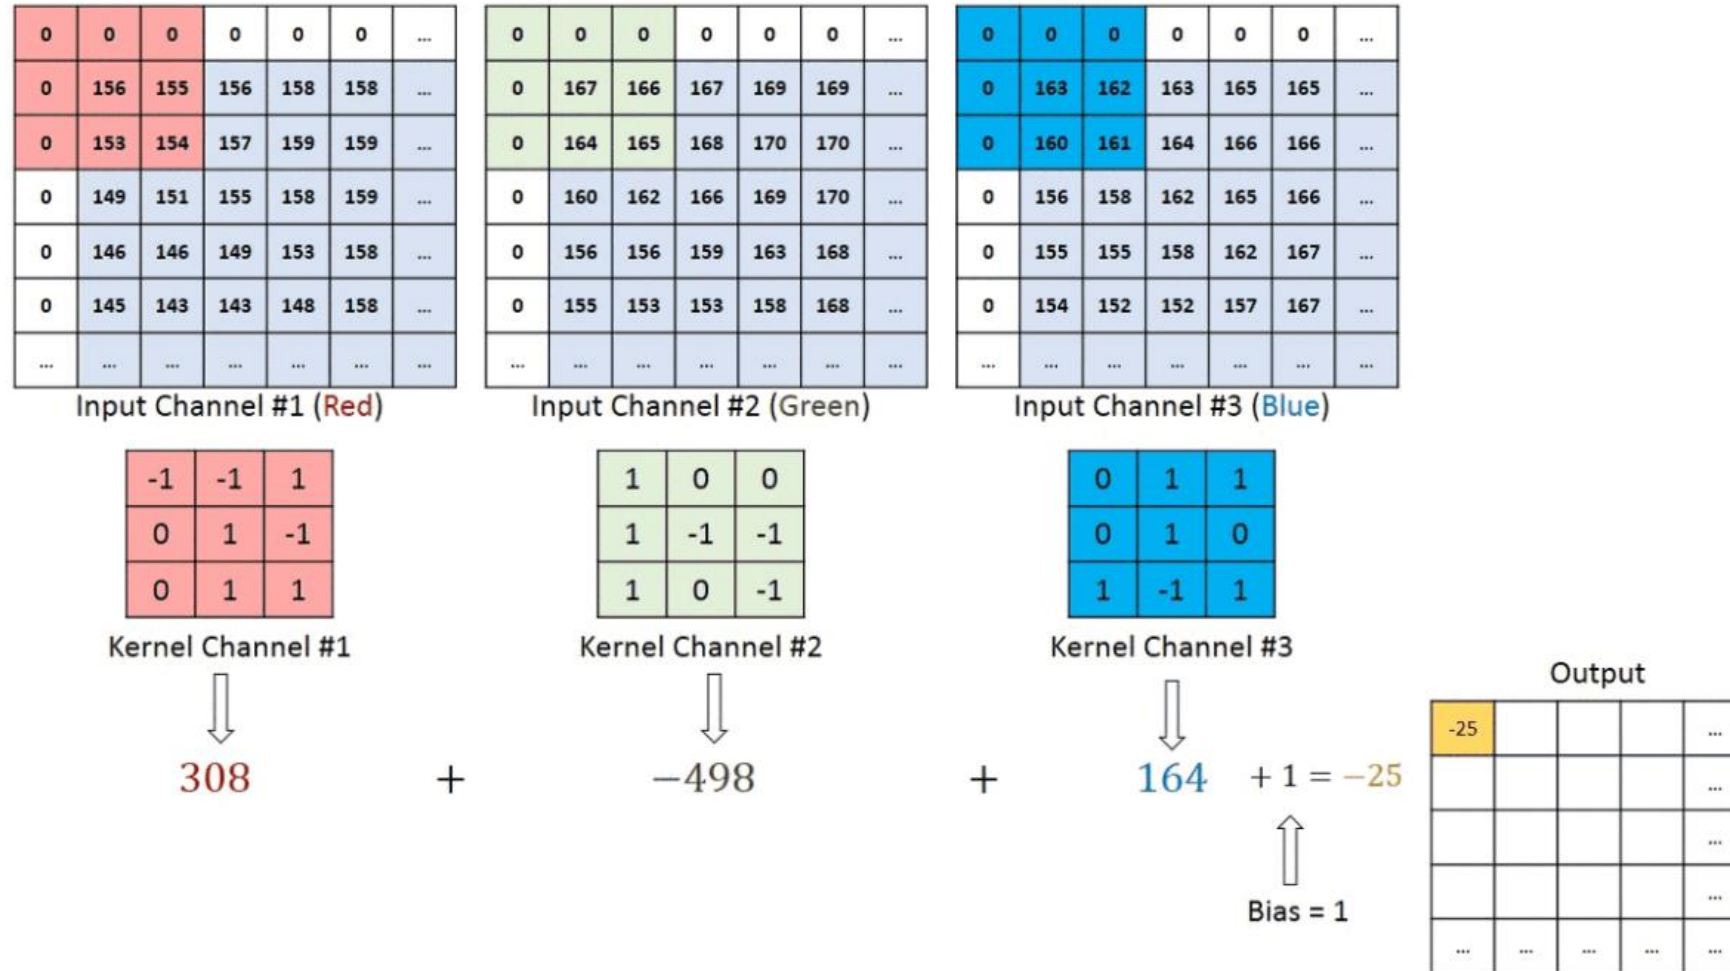 0 0 0 0 0 0 ... 0 0 0 0 0 0 ... 0 0 0 0 0 0 ...
0 156 155 156 158 158 ... 0 167 166 167 169 169 ... 0 163 162 163 165 165 ...
0 153 154 157 159 159 ... 0 164 165 168 170 170 ... 0 160 161 164 166 166 ...
0 149 151 155 158 159 ... 0 160 162 166 169 170 ... 0 156 158 162 165 166 ...
0 146 146 149 153 158 ... 0 156 156 159 163 168 ... 0 155 155 158 162 167 ...
0 145 143 143 148 158 ... 0 155 153 153 158 168 ... 0 154 152 152 157 167 ...
... ... ... ... ... ... ... ... ... ... ... ... ... ... ... ... ... ... ... ... ...
Input Channel #1 (Red) Input Channel #2 (Green) Input Channel #3 (Blue)
-1 -1 1 1 0 0 0 1 1
0 1 -1 1 -1 -1 0 1 0
0 1 1 1 0 -1 1 -1 1
Kernel Channel #1 Kernel Channel #2 Kernel Channel #3
Output
-25 ...
308 + −498 + 164 + 1 = −25
...
...
...
Bias = 1
... ... ... ... ...